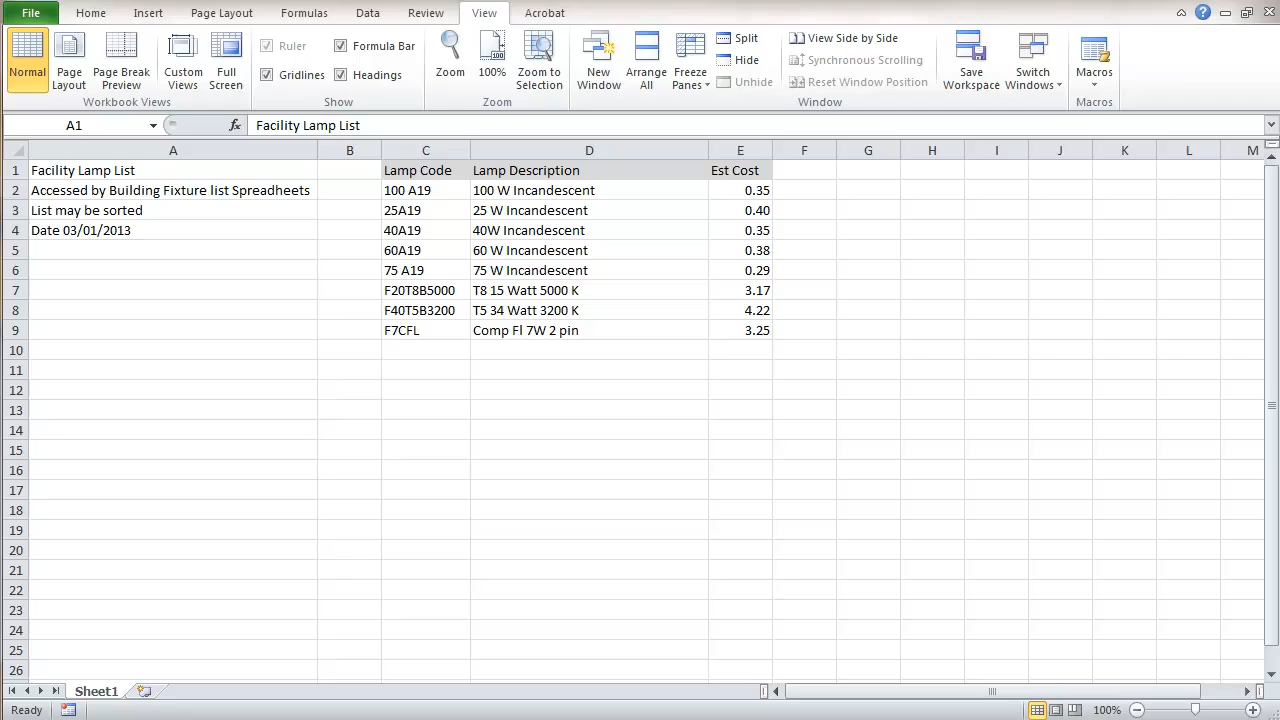 File Home Insert Page Layout Formulas Data Review View Acrobat
Normal Page Layout Page Break Preview Custom Views Full Screen
Workbook Views
Ruler Formula Bar
Gridlines Headings
Show
Zoom 100% Zoom to Selection
Zoom
New Window Arrange All Freeze Panes
Split
Hide
Unhide
View Side by Side
Synchronous Scrolling
Reset Window Position
Save Workspace Switch Windows
Window
Macros
Macros
A1 fx Facility Lamp List
A B C D E F G H I J K L M
1 Facility Lamp List Lamp Code Lamp Description Est Cost
2 Accessed by Building Fixture list Spreadheets 100 A19 100 W Incandescent 0.35
3 List may be sorted 25A19 25 W Incandescent 0.40
4 Date 03/01/2013 40A19 40W Incandescent 0.35
5 60A19 60 W Incandescent 0.38
6 75 A19 75 W Incandescent 0.29
7 F20T8B5000 T8 15 Watt 5000 K 3.17
8 F40T5B3200 T5 34 Watt 3200 K 4.22
9 F7CFL Comp Fl 7W 2 pin 3.25
10
11
12
13
14
15
16
17
18
19
20
21
22
23
24
25
26
Sheet1
Ready 100%